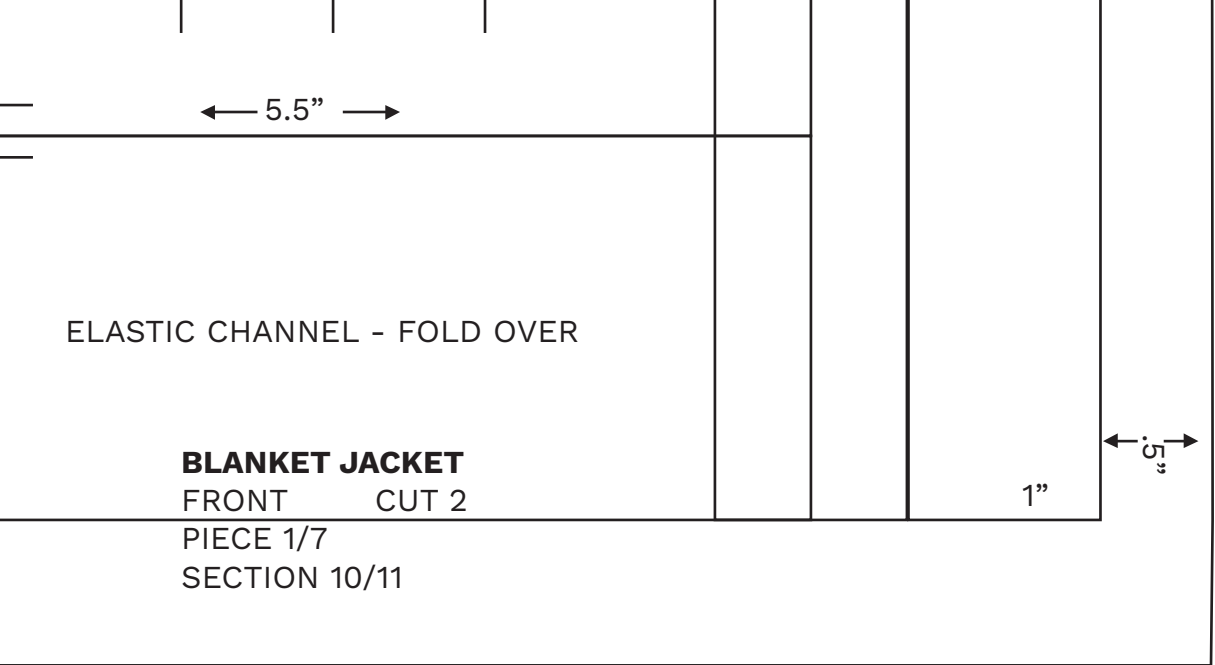 5.5”
ELASTIC CHANNEL - FOLD OVER
.5”
BLANKET JACKET
1”
FRONT CUT 2
PIECE 1/7
SECTION 10/11